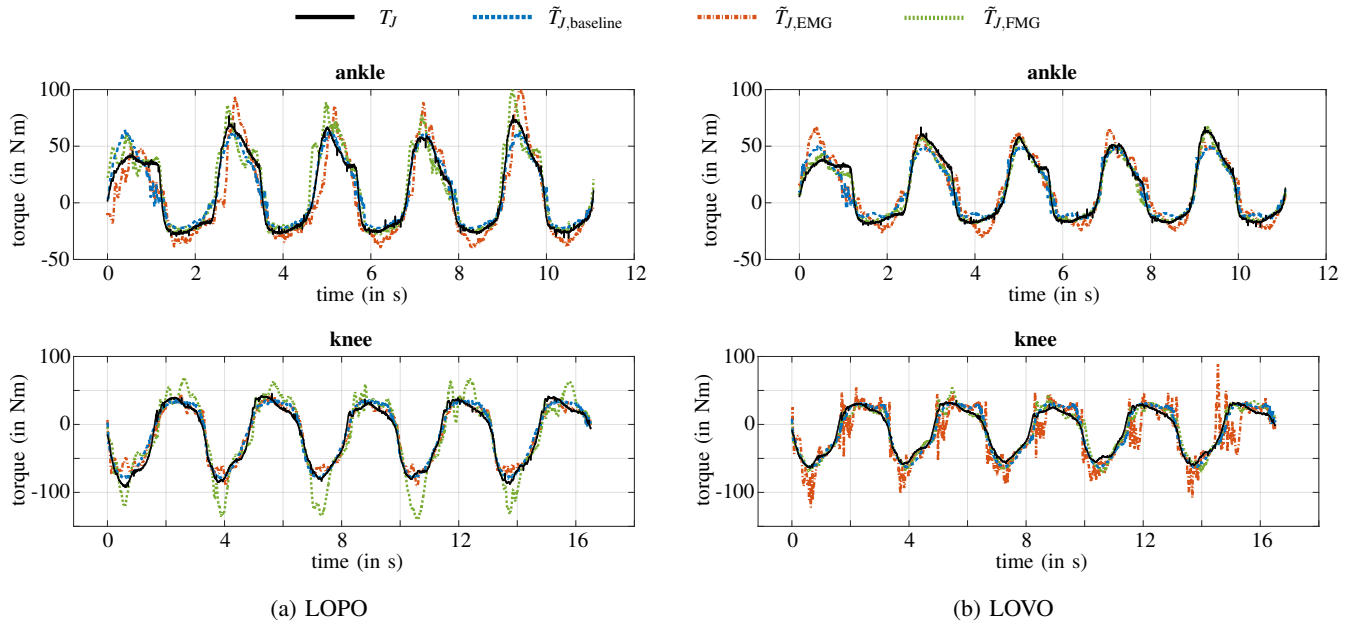 T_J T̃_J,baseline T̃_J,EMG T̃_J,FMG
ankle
torque (in N m)
100
50
0
-50
0 2 4 6 8 10 12
time (in s)
ankle
torque (in N m)
100
50
0
-50
0 2 4 6 8 10 12
time (in s)
knee
torque (in Nm)
100
0
-100
0 4 8 12 16
time (in s)
knee
torque (in Nm)
100
0
-100
0 4 8 12 16
time (in s)
(a) LOPO
(b) LOVO